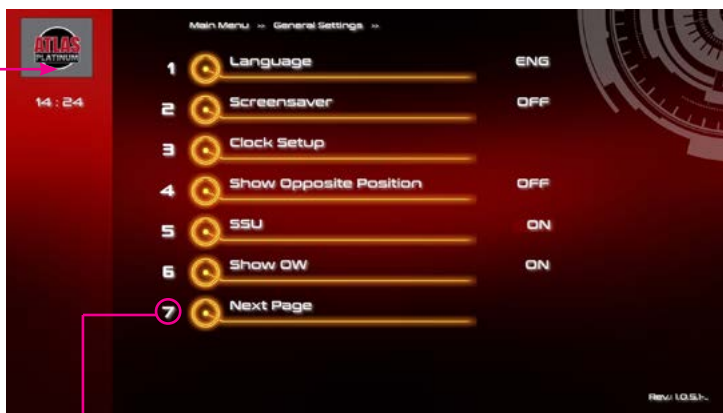 Main Menu » General Settings »
ATLAS
PLATINUM
14 : 24
1 Language ENG
2 Screensaver OFF
3 Clock Setup
4 Show Opposite Position OFF
5 SSU ON
6 Show OW ON
7 Next Page